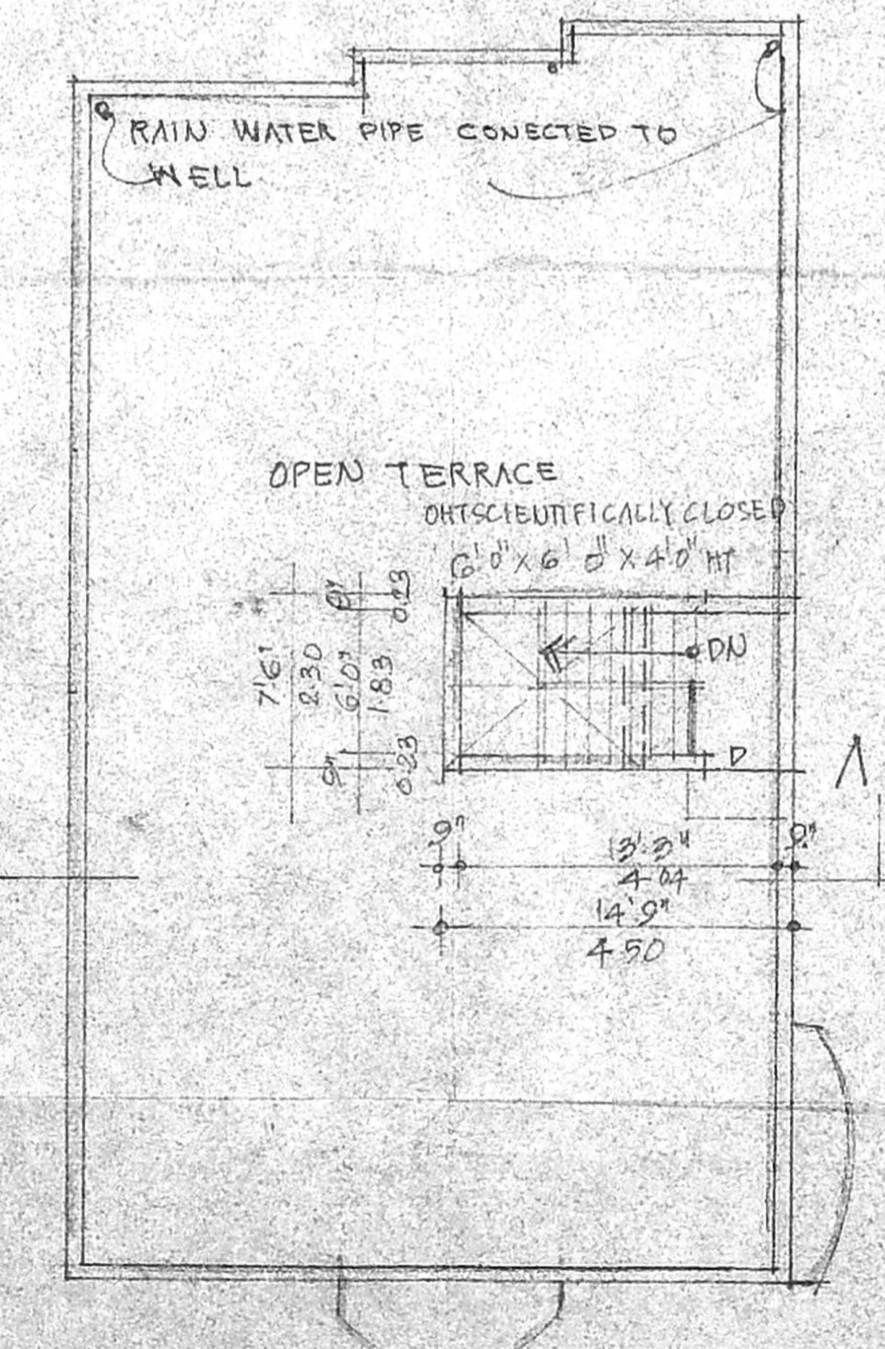 RAIN WATER PIPE CONECTED TO
WELL
OPEN TERRACE
OHT SCIENTIFICALLY CLOSED
6'0" X 6'0" X 4'0" HT
DN
D
9"
0.23
7'6"
2.30
6'0"
1.83
9"
0.23
9"
13'3"
4.04
9"
14'9"
4.50